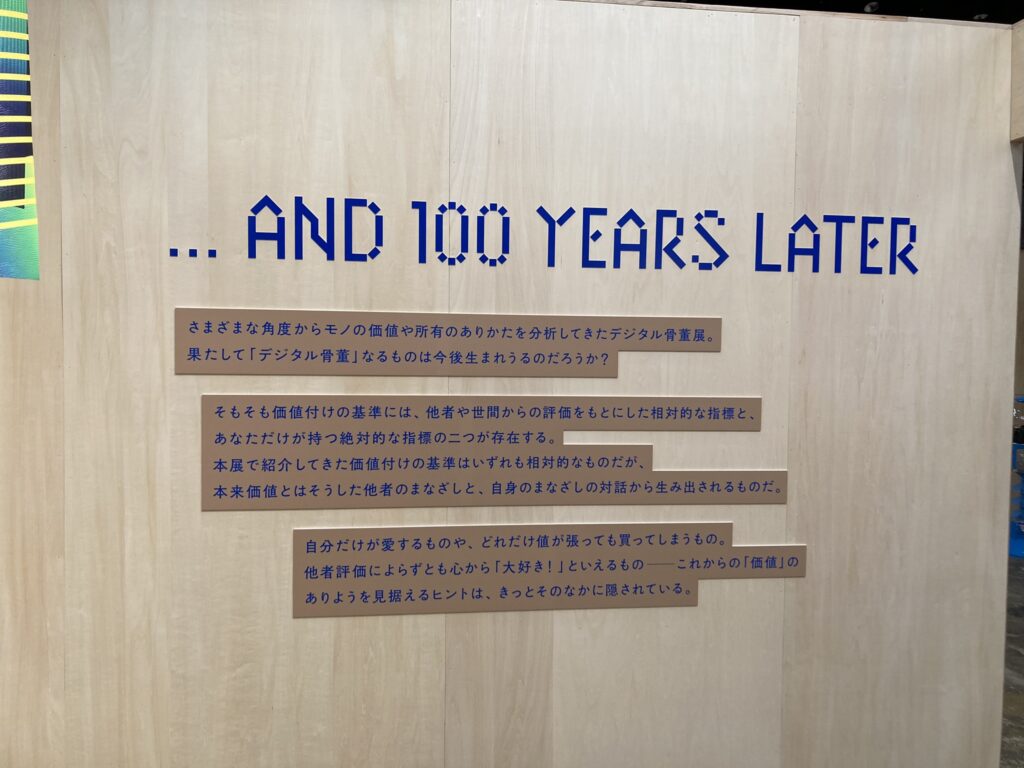 ... AND 100 YEARS LATER
さまざまな角度からモノの価値や所有のありかたを分析してきたデジタル骨董展。
果たして「デジタル骨董」なるものは今後生まれうるのだろうか？
そもそも価値付けの基準には、他者や世間からの評価をもとにした相対的な指標と、
あなただけが持つ絶対的な指標の二つが存在する。
本展で紹介してきた価値付けの基準はいずれも相対的なものだが、
本来価値とはそうした他者のまなざしと、自身のまなざしの対話から生み出されるものだ。
自分だけが愛するものや、どれだけ値が張っても買ってしまうもの。
他者評価によらずとも心から「大好き！」といえるもの――これからの「価値」の
ありようを見据えるヒントは、きっとそのなかに隠されている。